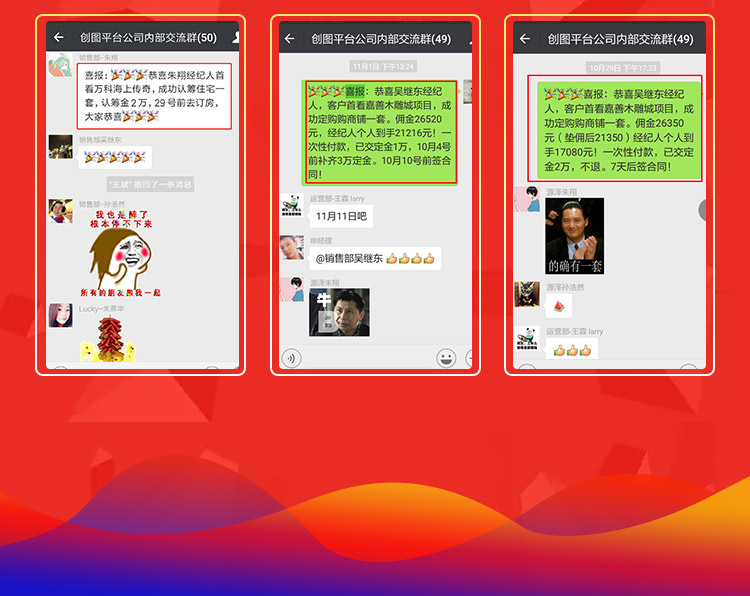 创图平台公司内部交流群(50)
销售部-朱翔
喜报：🎉🎉🎉恭喜朱翔经纪人首
看万科海上传奇，成功认筹住宅一
套，认筹金2万，29号前去订房，
大家恭喜🎉🎉🎉
销售部-吴继东
🎉🎉🎉🎉🎉
"王斌" 撤回了一条消息
销售部-孙浩然
我也是醉了
根本停不下来
所有的朋友跟我一起
Lucky~朱燕华
创图平台公司内部交流群(49)
11月1日 下午13:24
🎉🎉🎉喜报：恭喜吴继东经纪
人，客户首看嘉善木雕城项目，成
功定购购商铺一套。佣金26520
元，经纪人个人到手21216元！一
次性付款，已交定金1万，10月4号
前补齐3万定金。10月10号前签合
同！
运营部-王霖 larry
11月11日吧
申经理
@销售部吴继东 👍👍👍👍
源泽朱翔
牛
B
创图平台公司内部交流群(49)
10月29日 下午17:23
🎉🎉🎉喜报：恭喜吴继东经纪
人，客户首看嘉善木雕城项目，成
功定购购商铺一套。佣金26350
元（垫佣后21350）经纪人个人到
手17080元！一次性付款，已交定
金2万，不退。7天后签合同！
源泽朱翔
的确有一套
源泽孙浩然
🍉
运营部-王霖 larry
👍👍👍